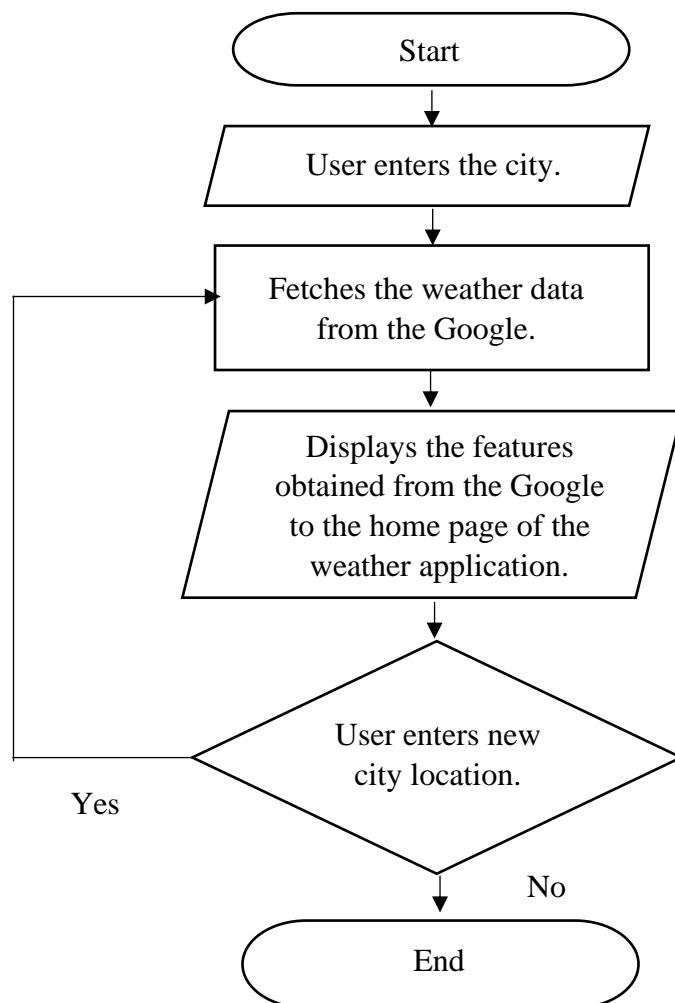 Start
User enters the city.
Fetches the weather data
from the Google.
Displays the features
obtained from the Google
to the home page of the
weather application.
User enters new
city location.
Yes
No
End